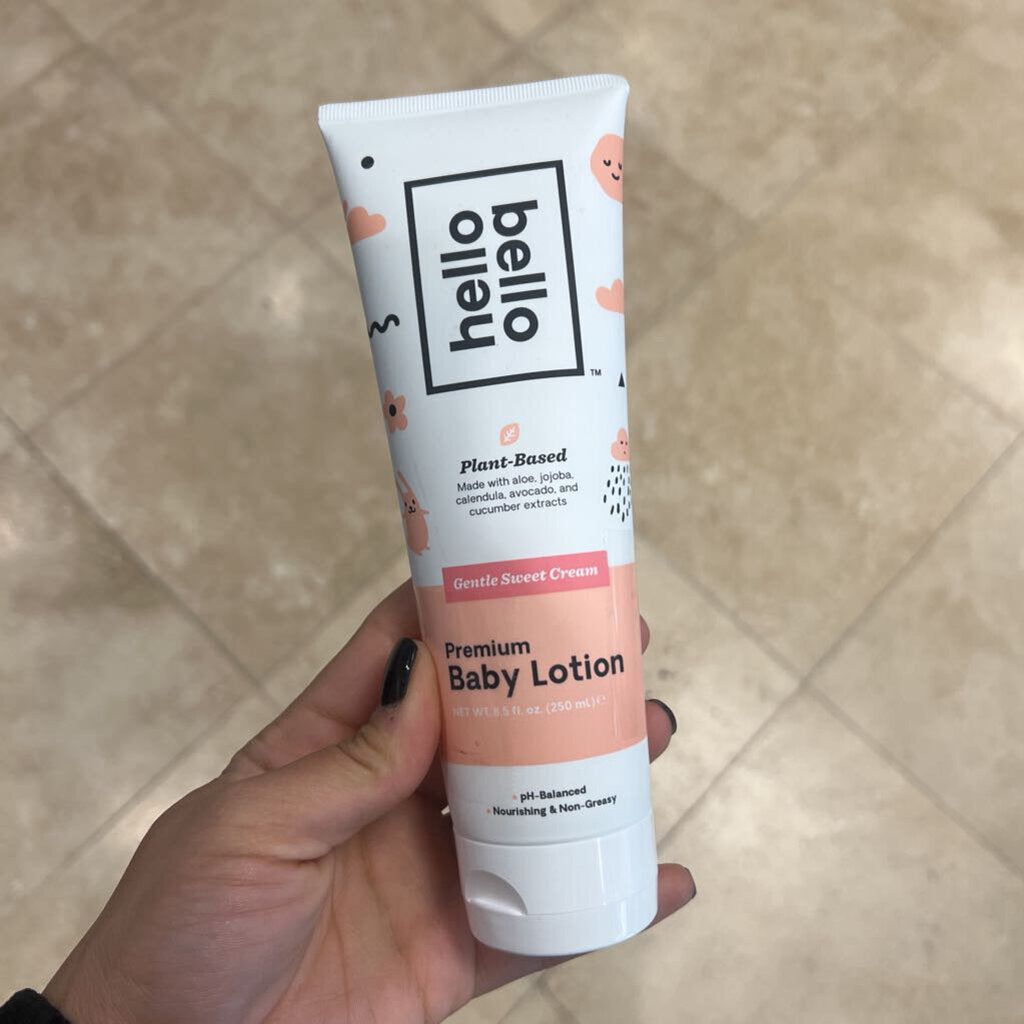 hello
bello
TM
Plant-Based
Made with aloe, jojoba,
calendula, avocado, and
cucumber extracts
Gentle Sweet Cream
Premium
Baby Lotion
NET WT. 8.5 fl. oz. (250 mL) ℮
• pH-Balanced
• Nourishing & Non-Greasy